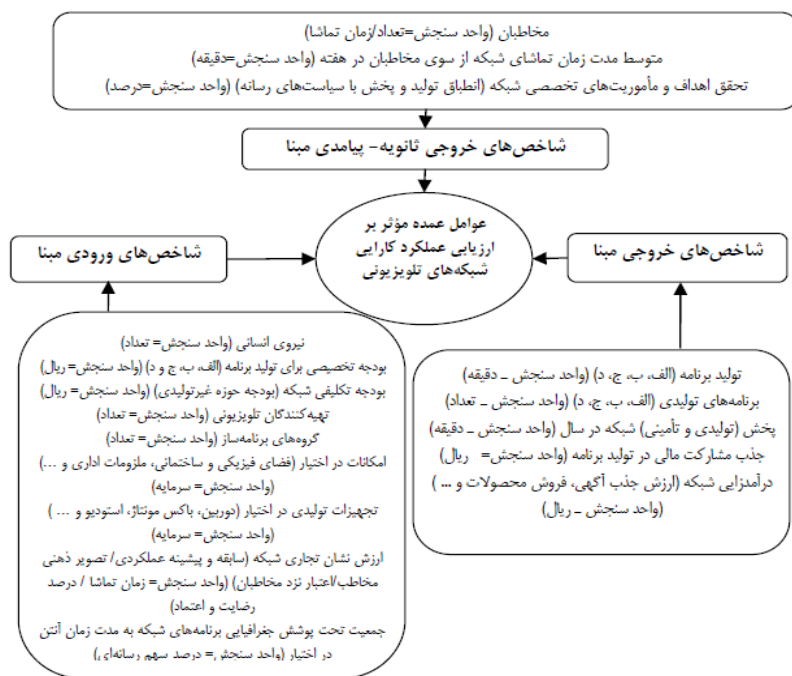 مخاطبان (واحد سنجش=تعداد/زمان تماشا)
متوسط مدت زمان تماشای شبکه از سوی مخاطبان در هفته (واحد سنجش=دقیقه)
تحقق اهداف و مأموریت‌های تخصصی شبکه (انطباق تولید و پخش با سیاست‌های رسانه) (واحد سنجش=درصد)
شاخص‌های خروجی ثانویه- پیامدی مبنا
عوامل عمده مؤثر بر
ارزیابی عملکرد کارایی
شبکه‌های تلویزیونی
شاخص‌های خروجی مبنا
شاخص‌های ورودی مبنا
تولید برنامه (الف، ب، ج، د) (واحد سنجش ـ دقیقه)
برنامه‌های تولیدی (الف، ب، ج، د) (واحد سنجش ـ تعداد)
پخش (تولیدی و تأمینی) شبکه در سال (واحد سنجش ـ دقیقه)
جذب مشارکت مالی در تولید برنامه (واحد سنجش= ریال)
درآمدزایی شبکه (ارزش جذب آگهی، فروش محصولات و ... )
(واحد سنجش ـ ریال)
نیروی انسانی (واحد سنجش= تعداد)
بودجه تخصیصی برای تولید برنامه (الف، ب، ج و د) (واحد سنجش= ریال)
بودجه تکلیفی شبکه (بودجه حوزه غیرتولیدی) (واحد سنجش= ریال)
تهیه‌کنندگان تلویزیونی (واحد سنجش= تعداد)
گروه‌های برنامه‌ساز (واحد سنجش= تعداد)
امکانات در اختیار (فضای فیزیکی و ساختمانی، ملزومات اداری و ...)
(واحد سنجش= سرمایه)
تجهیزات تولیدی در اختیار (دوربین، باکس مونتاژ، استودیو و ... )
(واحد سنجش= سرمایه)
ارزش نشان تجاری شبکه (سابقه و پیشینه عملکردی/ تصویر ذهنی
مخاطب/اعتبار نزد مخاطبان) (واحد سنجش= زمان تماشا / درصد
رضایت و اعتماد)
جمعیت تحت پوشش جغرافیایی برنامه‌های شبکه به مدت زمان آنتن
در اختیار (واحد سنجش= درصد سهم رسانه‌ای)